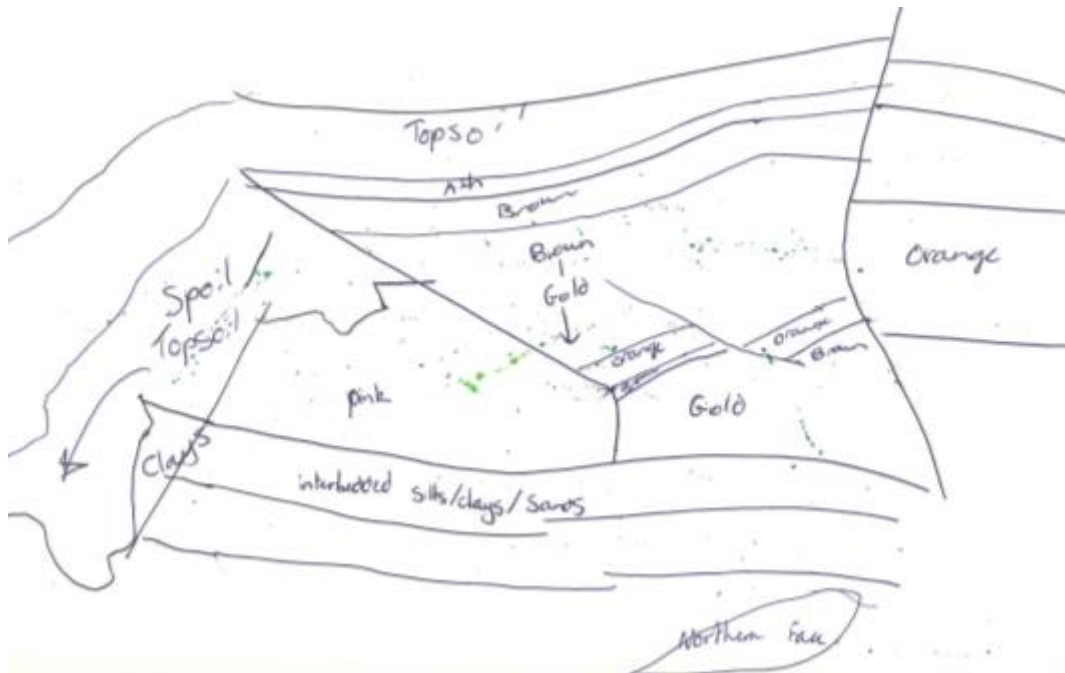 Topsoil
Ash
Brown
Brown
Gold
Orange
Spoil
Topsoil
orange
orange
Brown
pink
Gold
Clays
interbedded silts/clays/Sands
Northern Face